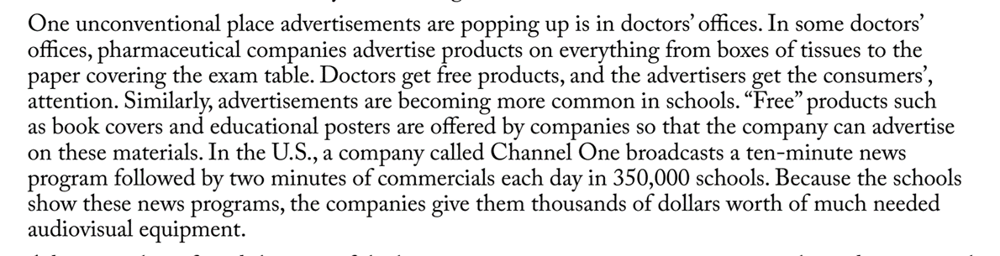 One unconventional place advertisements are popping up is in doctors’ offices. In some doctors’
offices, pharmaceutical companies advertise products on everything from boxes of tissues to the
paper covering the exam table. Doctors get free products, and the advertisers get the consumers’,
attention. Similarly, advertisements are becoming more common in schools. “Free” products such
as book covers and educational posters are offered by companies so that the company can advertise
on these materials. In the U.S., a company called Channel One broadcasts a ten-minute news
program followed by two minutes of commercials each day in 350,000 schools. Because the schools
show these news programs, the companies give them thousands of dollars worth of much needed
audiovisual equipment.